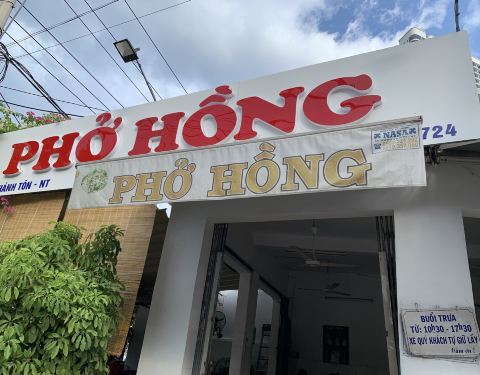 PHỞ HỒNG
HÁNH TÔN - NT
724
NASA
PHỞ HỒNG
BUỔI TRƯA
TỪ: 10h30 - 17h30
XE QUÝ KHÁCH TỰ GIỮ LẤY